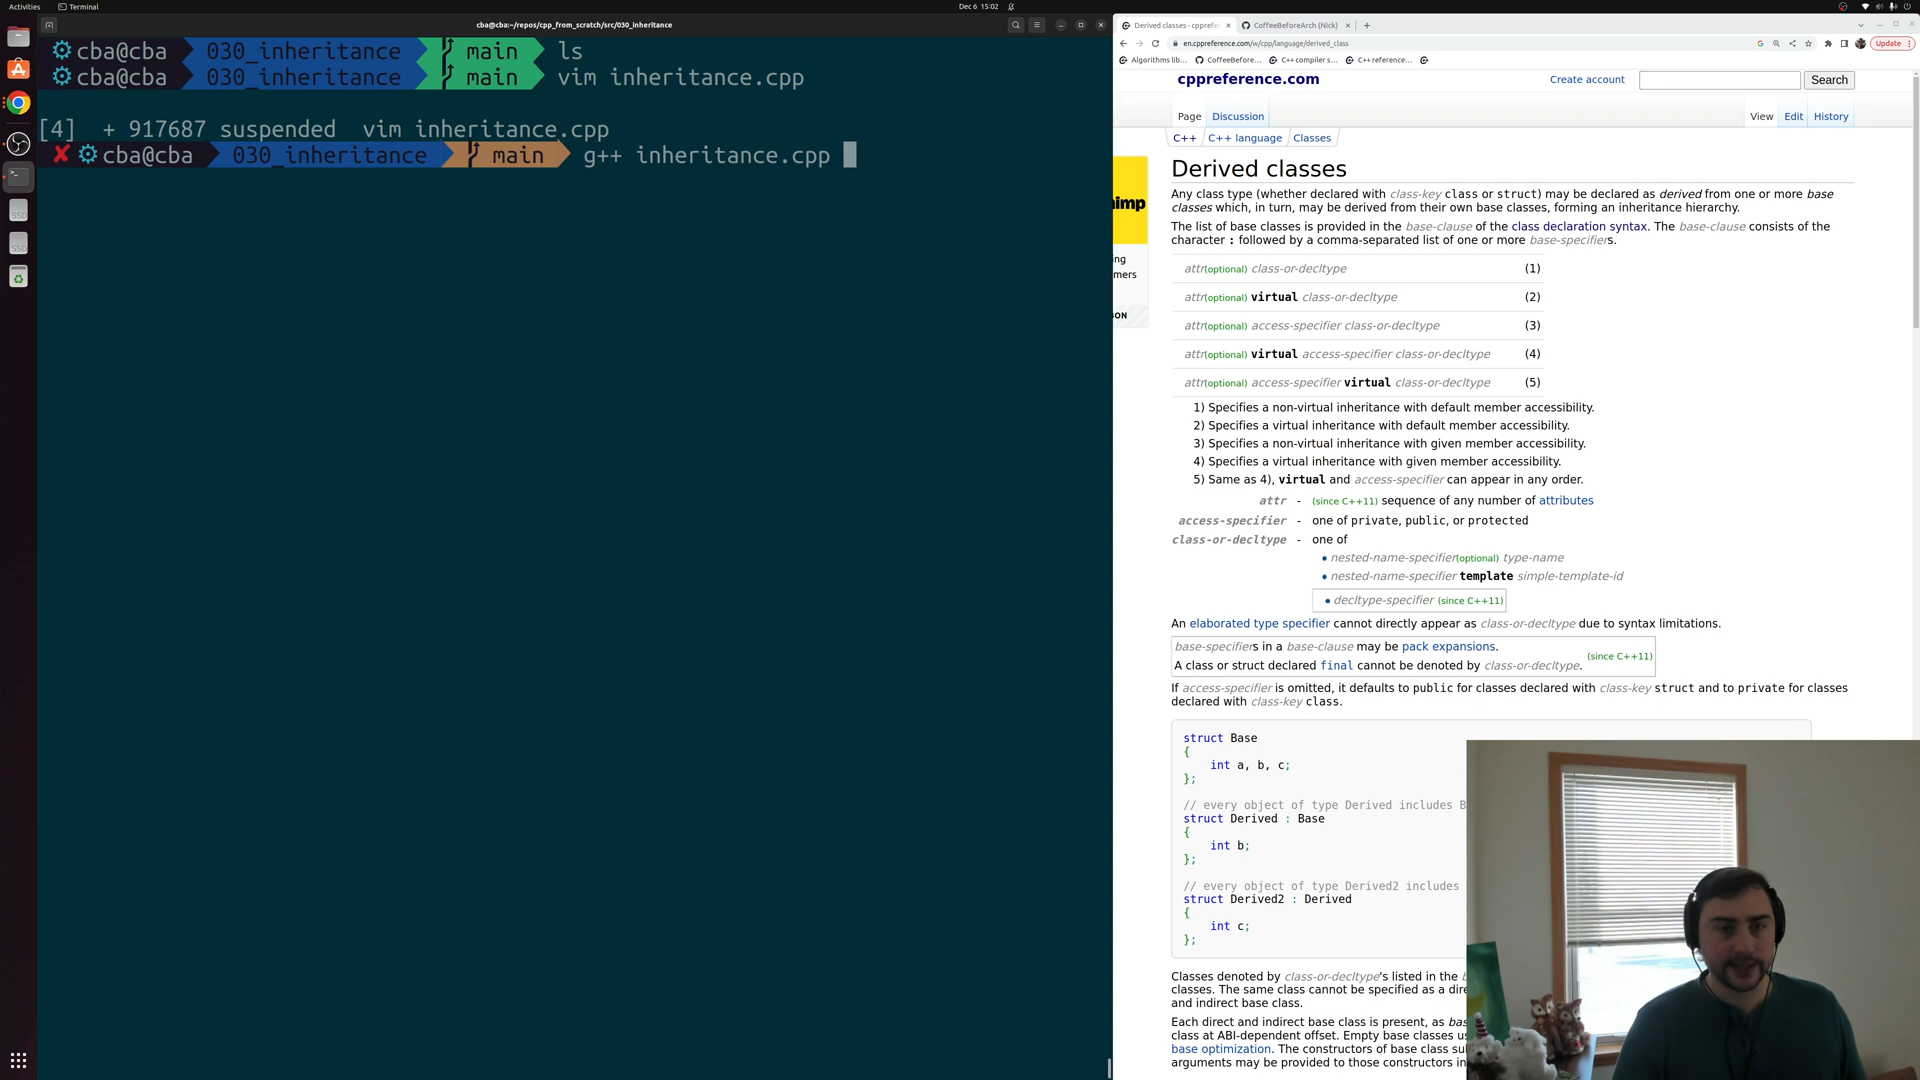 Activities
Terminal
Dec 6 15:02
cba@cba:~/repos/cpp_from_scratch/src/030_inheritance
cba@cba 030_inheritance main ls
cba@cba 030_inheritance main vim inheritance.cpp
[4] + 917687 suspended vim inheritance.cpp
✘ cba@cba 030_inheritance main g++ inheritance.cpp
Derived classes - cpprefe
CoffeeBeforeArch (Nick)
en.cppreference.com/w/cpp/language/derived_class
Update
Algorithms lib...
CoffeeBefore...
C++ compiler s...
C++ reference...
cppreference.com
Create account
Search
Page
Discussion
View
Edit
History
C++
C++ language
Classes
imp
ing
mers
ON
Derived classes
Any class type (whether declared with class-key class or struct) may be declared as derived from one or more base
classes which, in turn, may be derived from their own base classes, forming an inheritance hierarchy.
The list of base classes is provided in the base-clause of the class declaration syntax. The base-clause consists of the
character : followed by a comma-separated list of one or more base-specifiers.
attr(optional) class-or-decltype (1)
attr(optional) virtual class-or-decltype (2)
attr(optional) access-specifier class-or-decltype (3)
attr(optional) virtual access-specifier class-or-decltype (4)
attr(optional) access-specifier virtual class-or-decltype (5)
1) Specifies a non-virtual inheritance with default member accessibility.
2) Specifies a virtual inheritance with default member accessibility.
3) Specifies a non-virtual inheritance with given member accessibility.
4) Specifies a virtual inheritance with given member accessibility.
5) Same as 4), virtual and access-specifier can appear in any order.
attr - (since C++11) sequence of any number of attributes
access-specifier - one of private, public, or protected
class-or-decltype - one of
• nested-name-specifier(optional) type-name
• nested-name-specifier template simple-template-id
• decltype-specifier (since C++11)
An elaborated type specifier cannot directly appear as class-or-decltype due to syntax limitations.
base-specifiers in a base-clause may be pack expansions.
A class or struct declared final cannot be denoted by class-or-decltype.
(since C++11)
If access-specifier is omitted, it defaults to public for classes declared with class-key struct and to private for classes
declared with class-key class.
struct Base
{
int a, b, c;
};
// every object of type Derived includes B
struct Derived : Base
{
int b;
};
// every object of type Derived2 includes
struct Derived2 : Derived
{
int c;
};
Classes denoted by class-or-decltype's listed in the b
classes. The same class cannot be specified as a dire
and indirect base class.
Each direct and indirect base class is present, as bas
class at ABI-dependent offset. Empty base classes us
base optimization. The constructors of base class sub
arguments may be provided to those constructors in